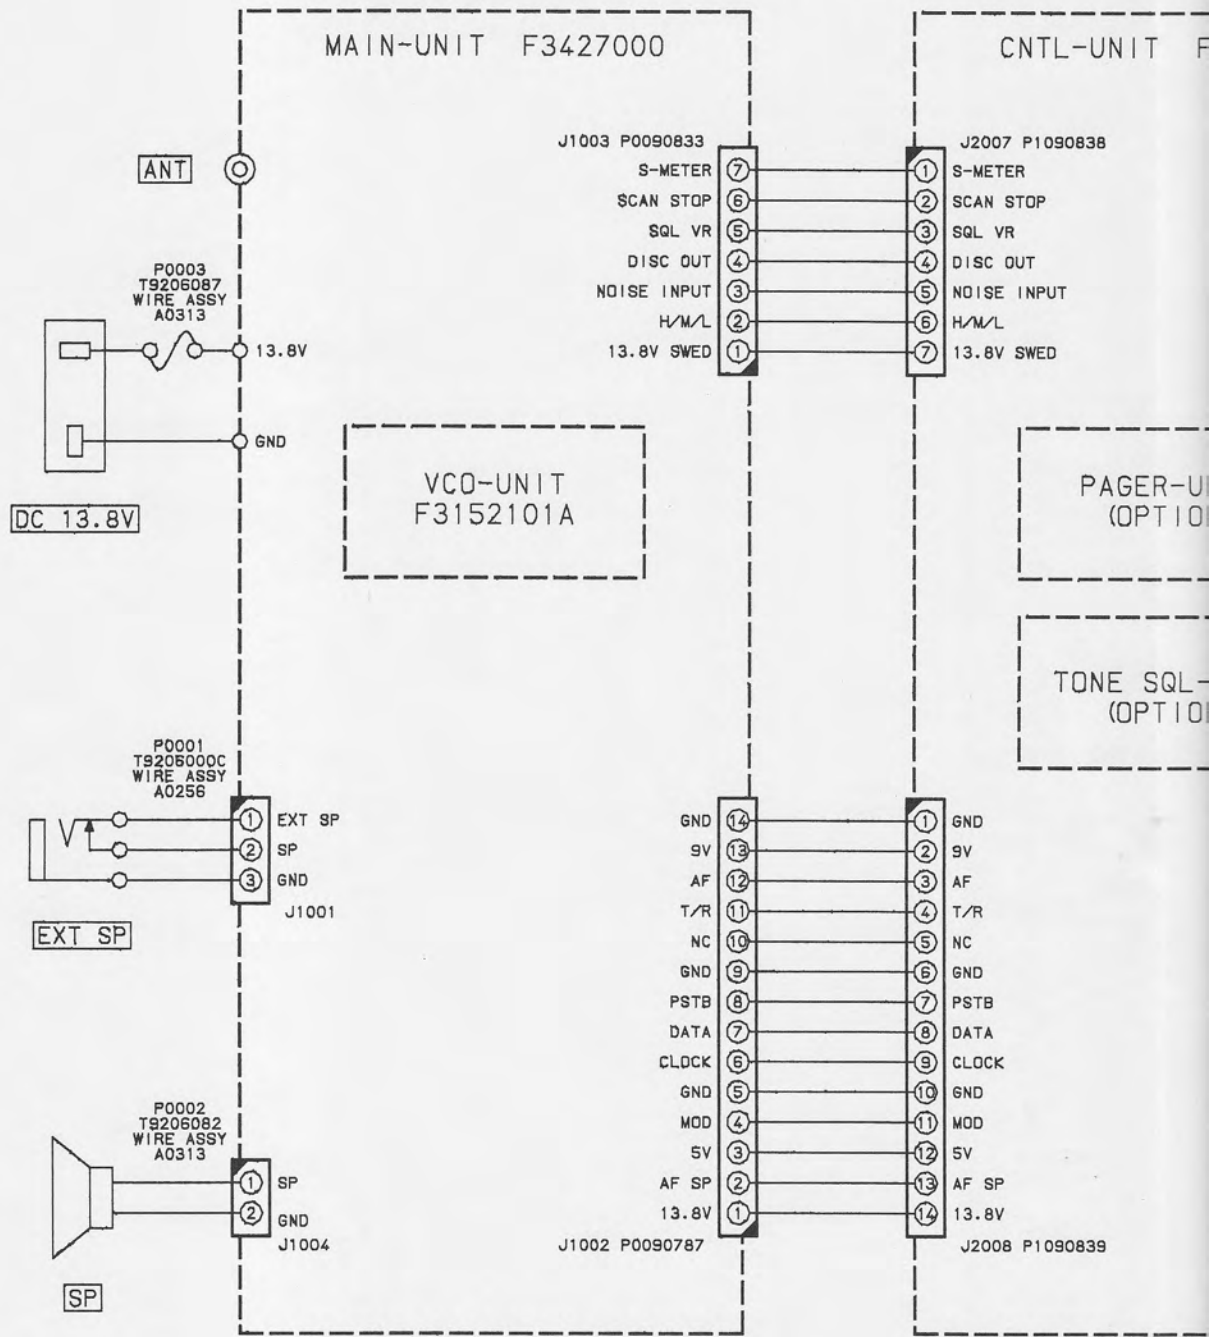 MAIN-UNIT F3427000
CNTL-UNIT F
ANT
P0003
T9206087
WIRE ASSY
A0313
13.8V
GND
DC 13.8V
J1003 P0090833
S-METER 7
SCAN STOP 6
SQL VR 5
DISC OUT 4
NOISE INPUT 3
H/M/L 2
13.8V SWED 1
J2007 P1090838
1 S-METER
2 SCAN STOP
3 SQL VR
4 DISC OUT
5 NOISE INPUT
6 H/M/L
7 13.8V SWED
VCO-UNIT
F3152101A
PAGER-U
(OPTIO
TONE SQL-
(OPTIO
P0001
T9206000C
WIRE ASSY
A0256
1 EXT SP
2 SP
3 GND
J1001
EXT SP
P0002
T9206082
WIRE ASSY
A0313
1 SP
2 GND
J1004
SP
GND 14
9V 13
AF 12
T/R 11
NC 10
GND 9
PSTB 8
DATA 7
CLOCK 6
GND 5
MOD 4
5V 3
AF SP 2
13.8V 1
J1002 P0090787
1 GND
2 9V
3 AF
4 T/R
5 NC
6 GND
7 PSTB
8 DATA
9 CLOCK
10 GND
11 MOD
12 5V
13 AF SP
14 13.8V
J2008 P1090839